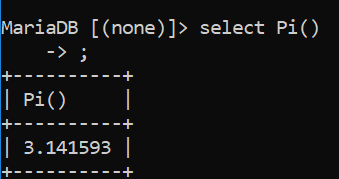 MariaDB [(none)]> select Pi()
    -> ;
+----------+
| Pi()     |
+----------+
| 3.141593 |
+----------+